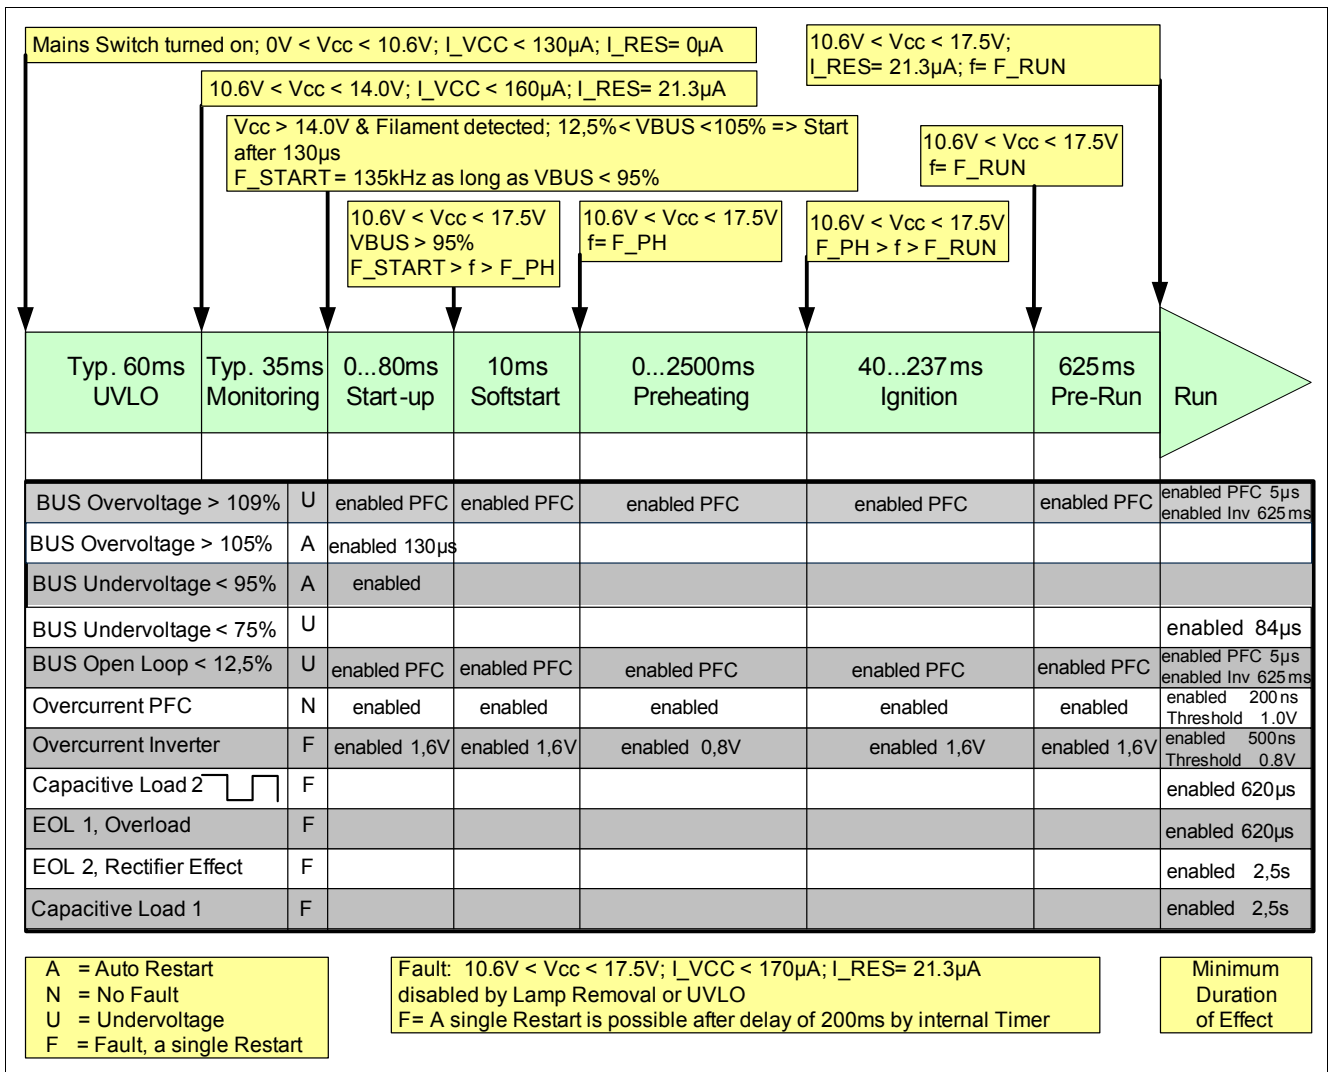 Mains Switch turned on; 0V < Vcc < 10.6V; I_VCC < 130µA; I_RES= 0µA
10.6V < Vcc < 17.5V;
I_RES= 21.3µA; f= F_RUN
10.6V < Vcc < 14.0V; I_VCC < 160µA; I_RES= 21.3µA
Vcc > 14.0V & Filament detected; 12,5%< VBUS <105% => Start
after 130µs
F_START = 135kHz as long as VBUS < 95%
10.6V < Vcc < 17.5V
f= F_RUN
10.6V < Vcc < 17.5V
VBUS > 95%
F_START > f > F_PH
10.6V < Vcc < 17.5V
f= F_PH
10.6V < Vcc < 17.5V
F_PH > f > F_RUN
Typ. 60ms
UVLO
Typ. 35ms
Monitoring
0...80ms
Start-up
10ms
Softstart
0...2500ms
Preheating
40...237ms
Ignition
625ms
Pre-Run
Run
BUS Overvoltage > 109% U enabled PFC enabled PFC enabled PFC enabled PFC enabled PFC enabled PFC 5µs
enabled Inv 625ms
BUS Overvoltage > 105% A enabled 130µs
BUS Undervoltage < 95% A enabled
BUS Undervoltage < 75% U enabled 84µs
BUS Open Loop < 12,5% U enabled PFC enabled PFC enabled PFC enabled PFC enabled PFC enabled PFC 5µs
enabled Inv 625ms
Overcurrent PFC N enabled enabled enabled enabled enabled enabled 200ns
Threshold 1.0V
Overcurrent Inverter F enabled 1,6V enabled 1,6V enabled 0,8V enabled 1,6V enabled 1,6V enabled 500ns
Threshold 0.8V
Capacitive Load 2 F enabled 620µs
EOL 1, Overload F enabled 620µs
EOL 2, Rectifier Effect F enabled 2,5s
Capacitive Load 1 F enabled 2,5s
A = Auto Restart
N = No Fault
U = Undervoltage
F = Fault, a single Restart
Fault: 10.6V < Vcc < 17.5V; I_VCC < 170µA; I_RES= 21.3µA
disabled by Lamp Removal or UVLO
F= A single Restart is possible after delay of 200ms by internal Timer
Minimum
Duration
of Effect